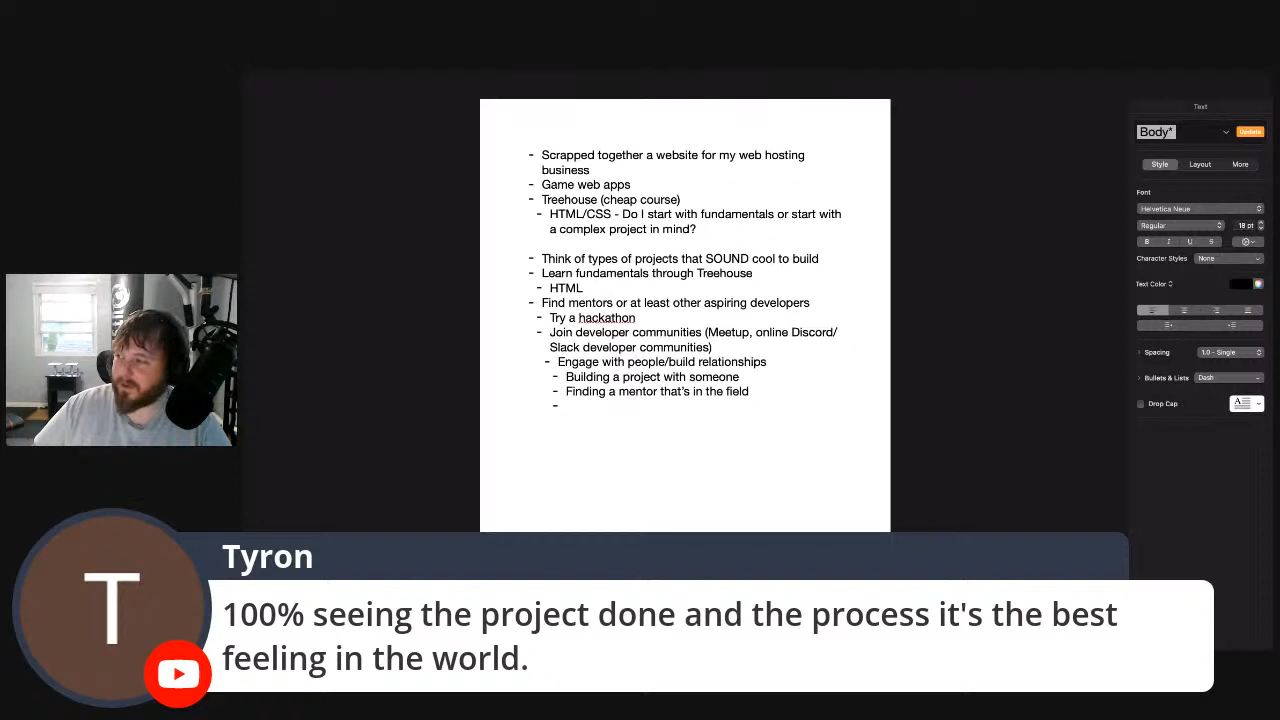 - Scrapped together a website for my web hosting
business
- Game web apps
- Treehouse (cheap course)
- HTML/CSS - Do I start with fundamentals or start with
a complex project in mind?
- Think of types of projects that SOUND cool to build
- Learn fundamentals through Treehouse
- HTML
- Find mentors or at least other aspiring developers
- Try a hackathon
- Join developer communities (Meetup, online Discord/
Slack developer communities)
- Engage with people/build relationships
- Building a project with someone
- Finding a mentor that's in the field
-
Text
Body* Update
Style Layout More
Font
Helvetica Neue
Regular 18 pt
B I U S
Character Styles None
Text Color
Spacing 1.0 - Single
Bullets & Lists Dash
Drop Cap
T
Tyron
100% seeing the project done and the process it's the best
feeling in the world.